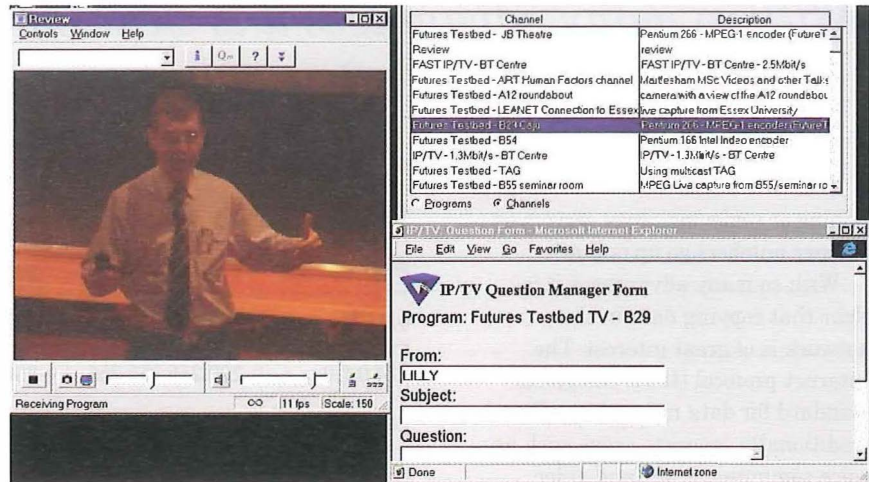 Review
Controls Window Help
Receiving Program
11 fps
Scale: 150
Channel Description
Futures Testbed - JB Theatre Pentium 266 - MPEG-1 encoder (FutureT
Review review
FAST IP/TV - BT Centre FAST IP/TV - BT Centre - 2.5Mbit/s
Futures Testbed - ART Human Factors channel Martlesham MSc Videos and other Talks
Futures Testbed - A12 roundabout camera with a view of the A12 roundabou
Futures Testbed - LEANET Connection to Essex live capture from Essex University
Futures Testbed - B29 Caju Pentium 266 - MPEG-1 encoder (FutureT
Futures Testbed - B54 Pentium 166 Intel Indeo encoder
IP/TV - 1.3Mbit/s - BT Centre IP/TV - 1.3Mbit/s - BT Centre
Futures Testbed - TAG Using multicast TAG
Futures Testbed - B55 seminar room MPEG Live capture from B55/seminar ro
Programs Channels
IP/TV: Question Form - Microsoft Internet Explorer
File Edit View Go Favorites Help
IP/TV Question Manager Form
Program: Futures Testbed TV - B29
From:
LILLY
Subject:
Question:
Done
Internet zone